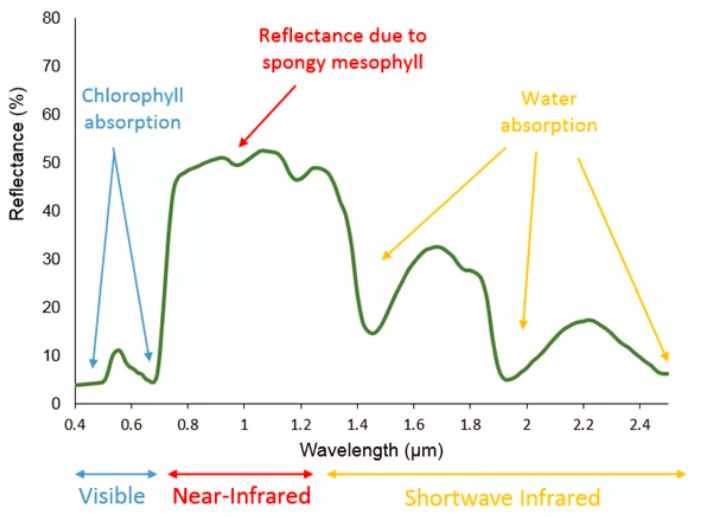 80
70
60
50
40
30
20
10
0
Reflectance (%)
Chlorophyll
absorption
Reflectance due to
spongy mesophyll
Water
absorption
0.4 0.6 0.8 1 1.2 1.4 1.6 1.8 2 2.2 2.4
Wavelength (μm)
Visible Near-Infrared Shortwave Infrared